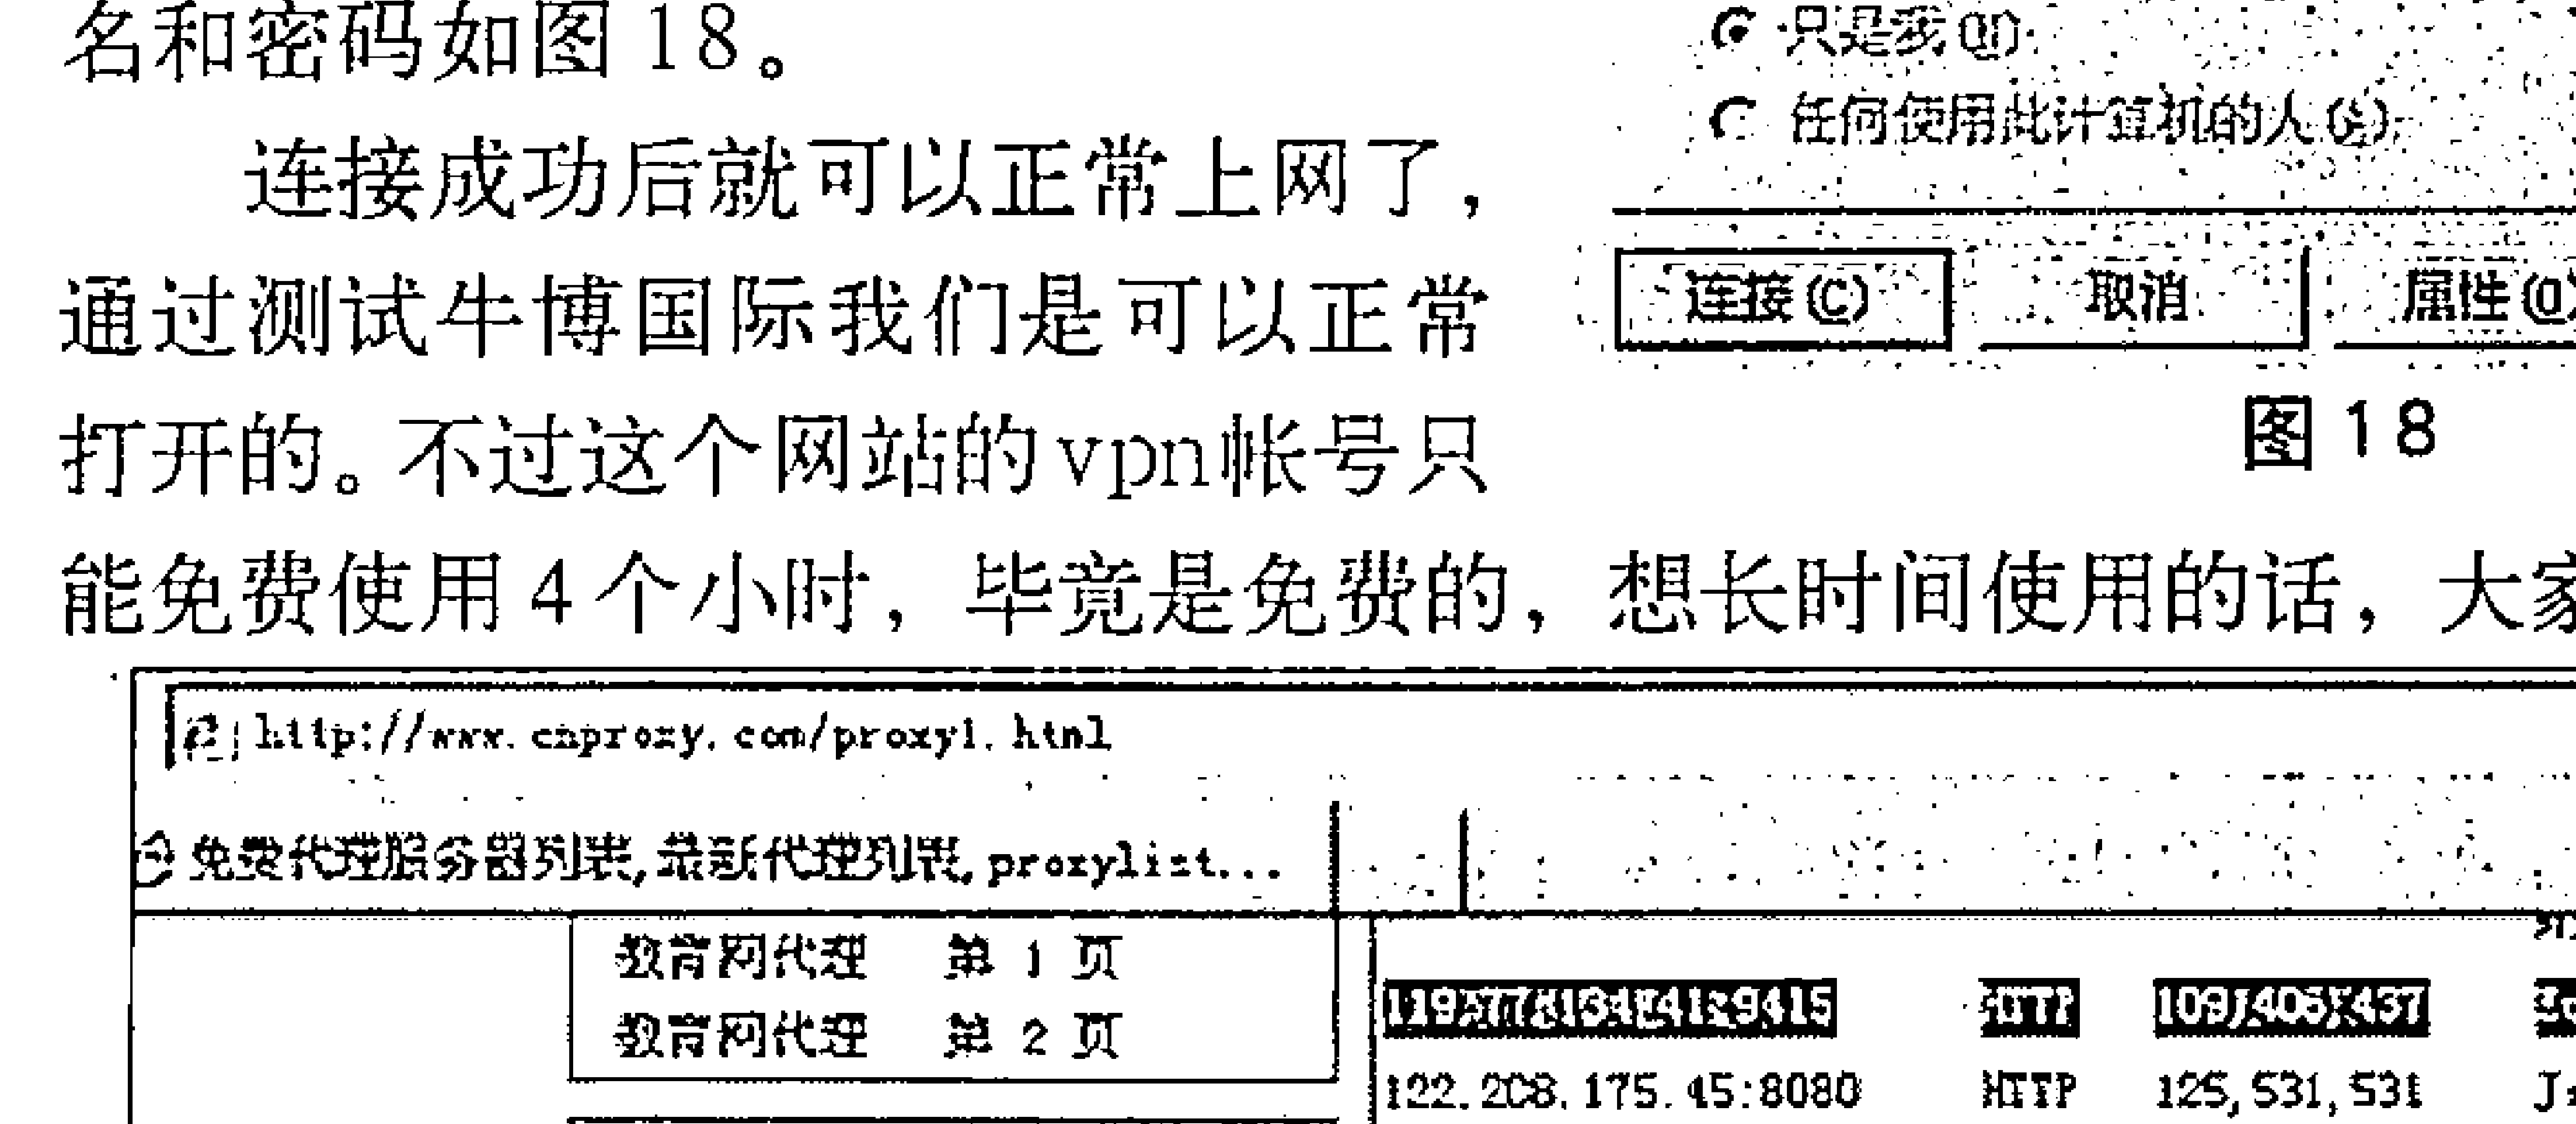 名和密码如图 18。
连接成功后就可以正常上网了，
通过测试牛博国际我们是可以正常
打开的。不过这个网站的vpn帐号只
只是我(N)
任何使用此计算机的人(S)
连接(C) 取消 属性(O)
图 18
能免费使用 4 个小时，毕竟是免费的，想长时间使用的话，大家
http://www.cnproxy.com/proxy1.html
免费代理服务器列表,最新代理列表,proxylist...
教育网代理 第 1 页
教育网代理 第 2 页
HTTP
122.208.175.45:8080 HTTP 125,531,531